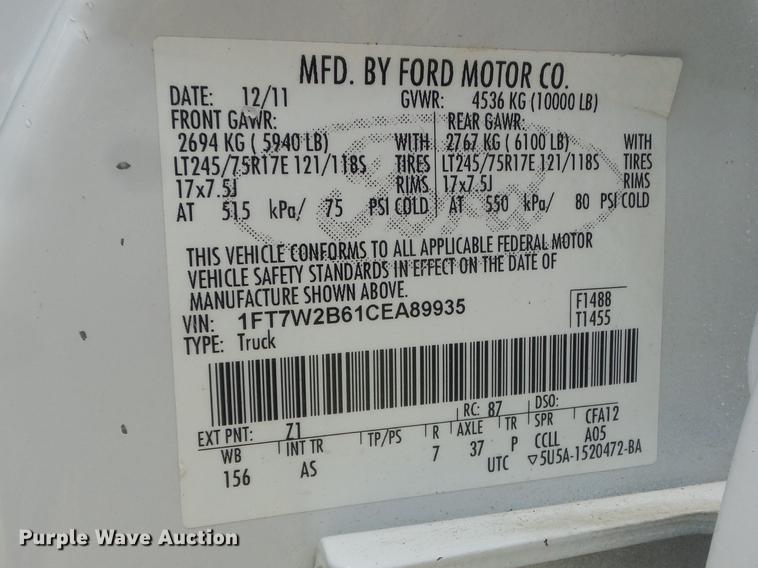 MFD. BY FORD MOTOR CO.
DATE: 12/11 GVWR: 4536 KG (10000 LB)
FRONT GAWR: REAR GAWR:
2694 KG ( 5940 LB) WITH 2767 KG ( 6100 LB) WITH
LT245/75R17E 121/118S TIRES LT245/75R17E 121/118S TIRES
17x7.5J RIMS 17x7.5J RIMS
AT 515 kPa/ 75 PSI COLD AT 550 kPa/ 80 PSI COLD
THIS VEHICLE CONFORMS TO ALL APPLICABLE FEDERAL MOTOR
VEHICLE SAFETY STANDARDS IN EFFECT ON THE DATE OF
MANUFACTURE SHOWN ABOVE.
VIN: 1FT7W2B61CEA89935 F1488
TYPE: Truck T1455
EXT PNT: Z1 RC: 87 DSO:
WB INT TR TP/PS R AXLE TR SPR CFA12
156 AS 7 37 P CCLL A05
UTC ▽5U5A-1520472-BA
Ford
Purple Wave Auction